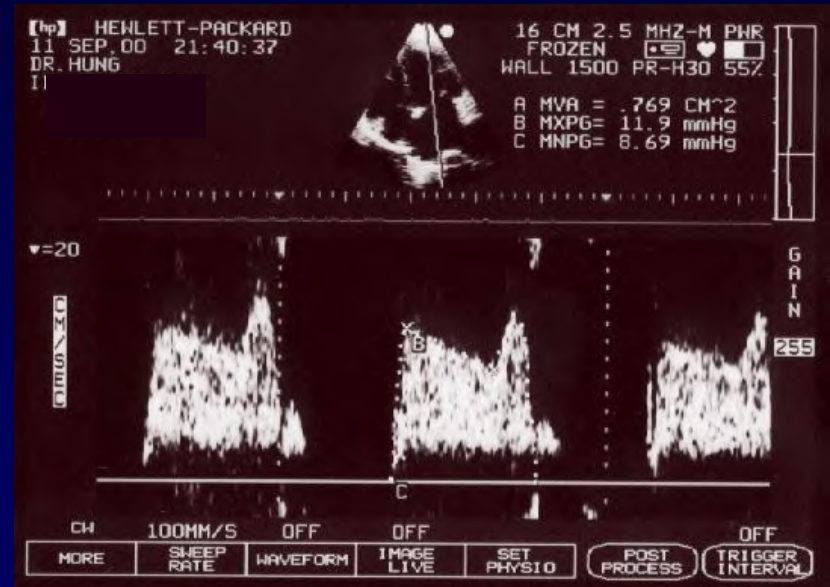 [hp] HEWLETT-PACKARD
11 SEP,00 21:40:37
DR.HUNG
16 CM 2.5 MHZ-M PWR
FROZEN
WALL 1500 PR-H30 55%
A MVA = .769 CM^2
B MXPG= 11.9 mmHg
C MNPG= 8.69 mmHg
▼=20
CM/SEC
GAIN
255
B
C
CW 100MM/S OFF OFF OFF
MORE
SWEEP RATE
WAVEFORM
IMAGE LIVE
SET PHYSIO
POST PROCESS
TRIGGER INTERVAL